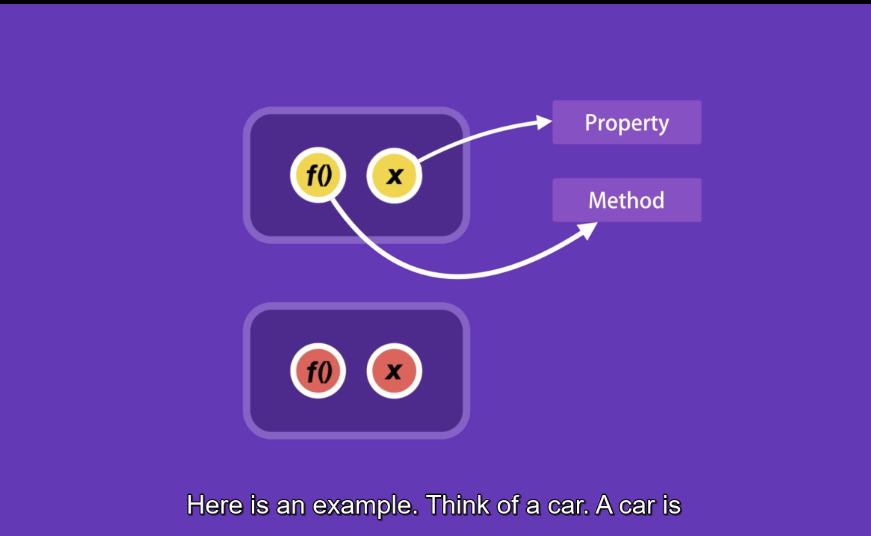 Property
f() x
Method
f() x
Here is an example. Think of a car. A car is